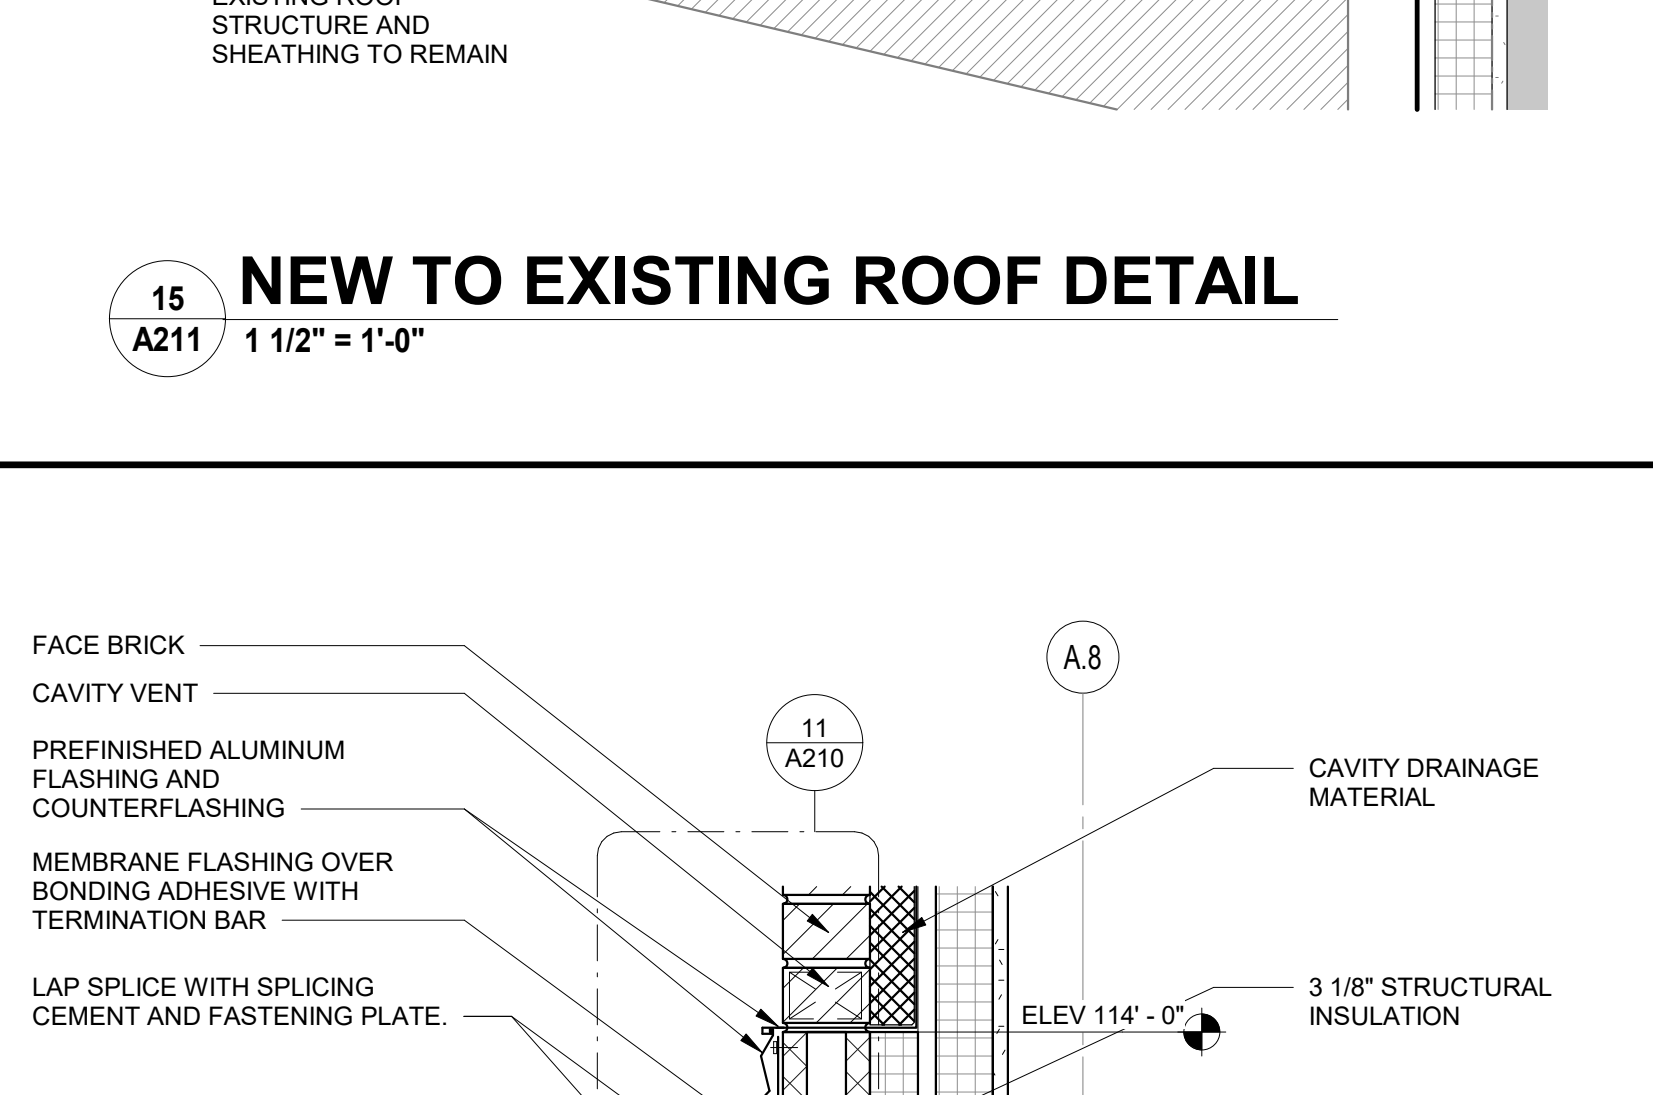 EXISTING ROOF
STRUCTURE AND
SHEATHING TO REMAIN
15
A211
NEW TO EXISTING ROOF DETAIL
1 1/2" = 1'-0"
FACE BRICK
CAVITY VENT
PREFINISHED ALUMINUM
FLASHING AND
COUNTERFLASHING
MEMBRANE FLASHING OVER
BONDING ADHESIVE WITH
TERMINATION BAR
LAP SPLICE WITH SPLICING
CEMENT AND FASTENING PLATE.
11
A210
A.8
CAVITY DRAINAGE
MATERIAL
ELEV 114' - 0"
3 1/8" STRUCTURAL
INSULATION